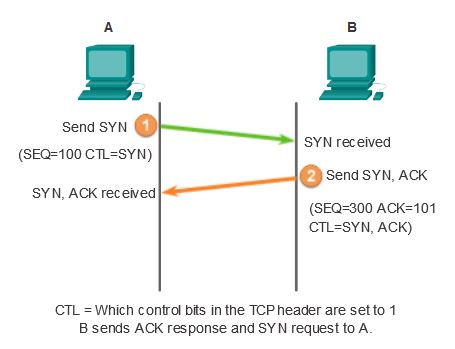 A
B
Send SYN 1
SYN received
(SEQ=100 CTL=SYN)
2 Send SYN, ACK
SYN, ACK received
(SEQ=300 ACK=101
CTL=SYN, ACK)
CTL = Which control bits in the TCP header are set to 1
B sends ACK response and SYN request to A.